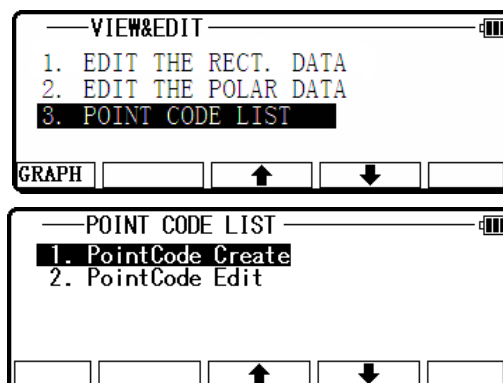 VIEW&EDIT
1. EDIT THE RECT. DATA
2. EDIT THE POLAR DATA
3. POINT CODE LIST
GRAPH
POINT CODE LIST
1. PointCode Create
2. PointCode Edit